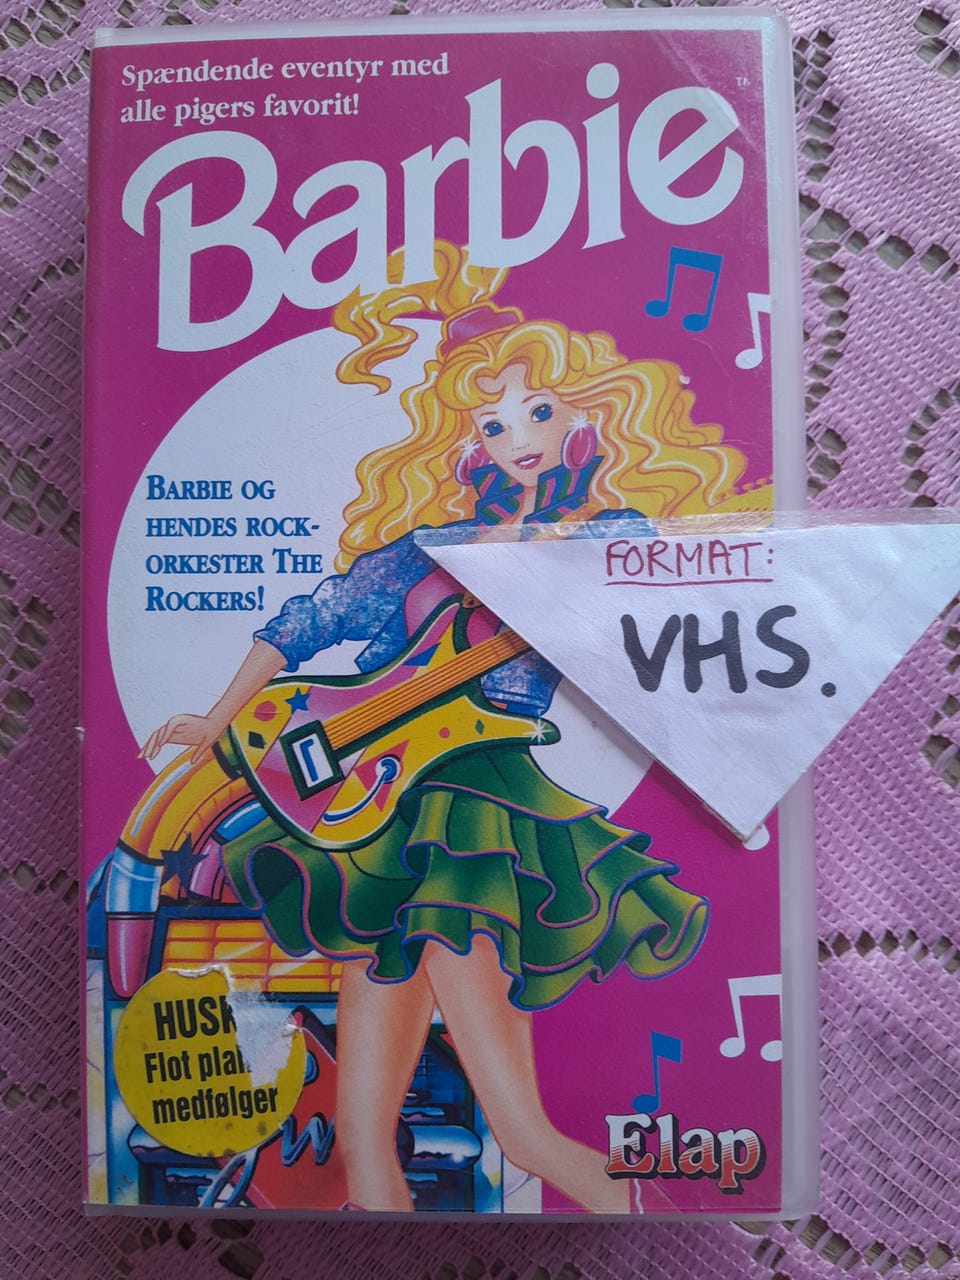 Spændende eventyr med
alle pigers favorit!
Barbie
TM
BARBIE OG
HENDES ROCK-
ORKESTER THE
ROCKERS!
FORMAT:
VHS.
HUSK
Flot
medfølger
Elap